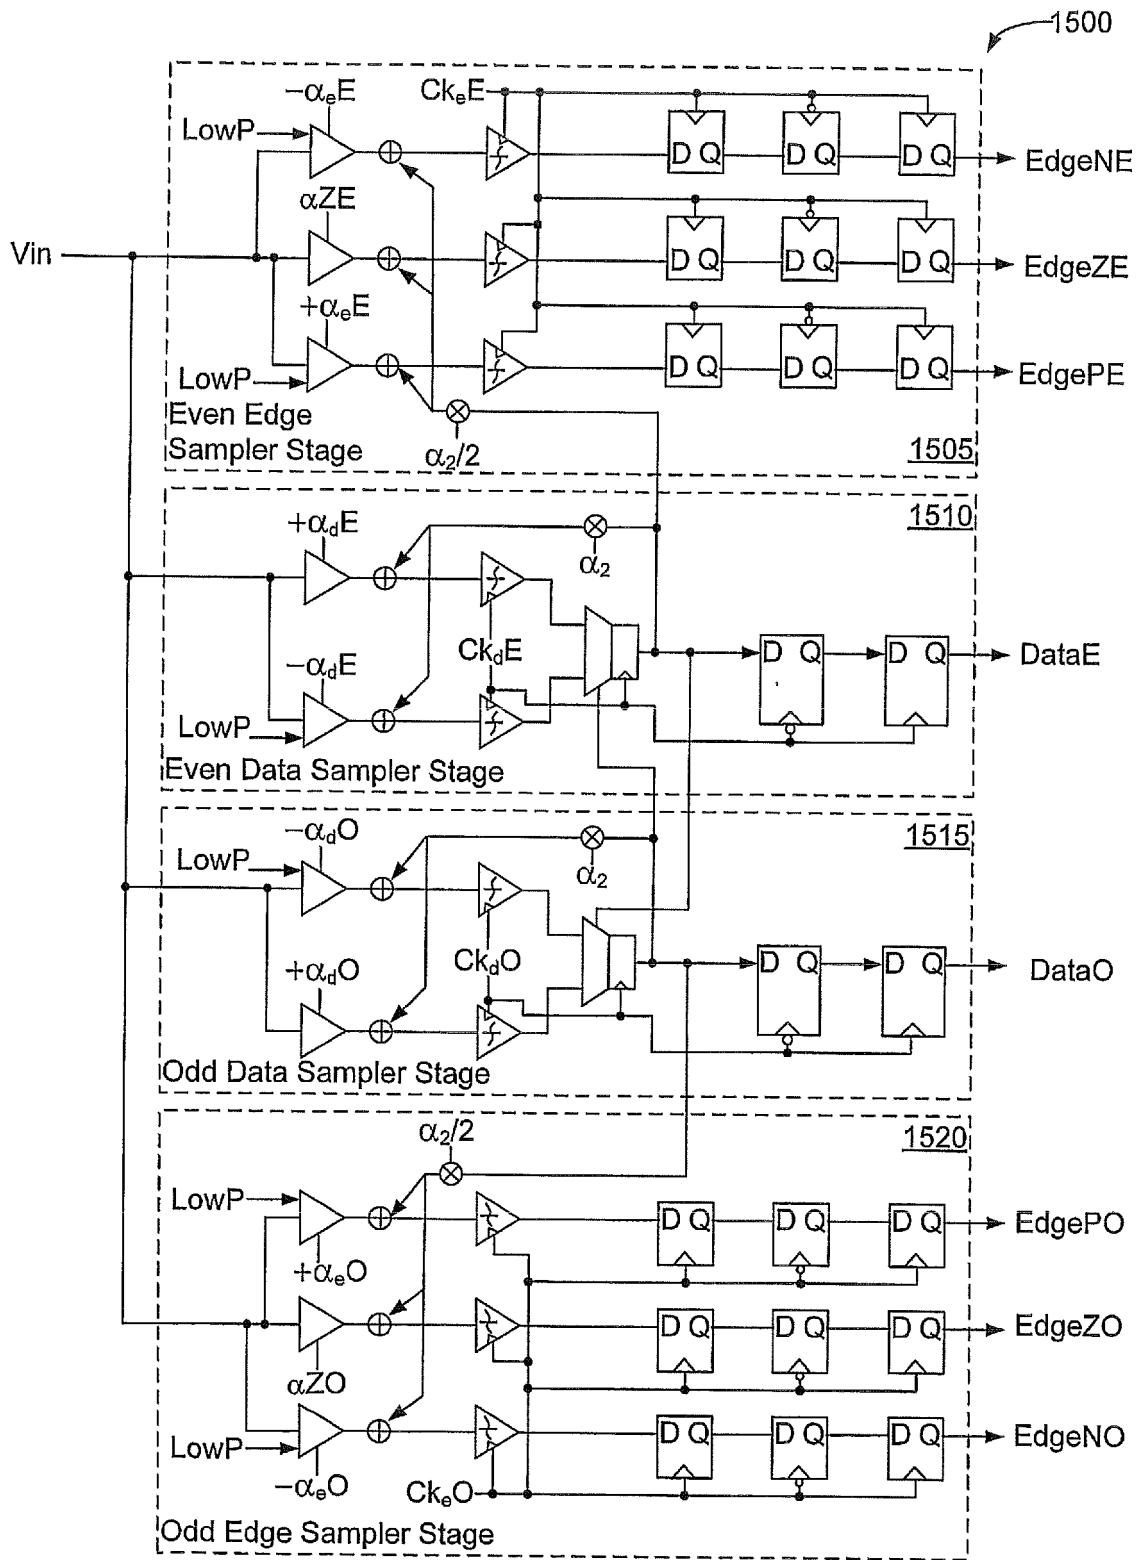 1500
−αeE
CkeE
LowP
D Q
D Q
D Q
EdgeNE
αZE
Vin
D Q
D Q
D Q
EdgeZE
+αeE
D Q
D Q
D Q
EdgePE
LowP
Even Edge
Sampler Stage
α2/2
1505
1510
+αdE
α2
CkdE
D Q
D Q
DataE
−αdE
LowP
Even Data Sampler Stage
1515
−αdO
LowP
α2
CkdO
D Q
D Q
DataO
+αdO
Odd Data Sampler Stage
α2/2
1520
LowP
D Q
D Q
D Q
EdgePO
+αeO
D Q
D Q
D Q
EdgeZO
αZO
D Q
D Q
D Q
EdgeNO
LowP
−αeO
CkeO
Odd Edge Sampler Stage